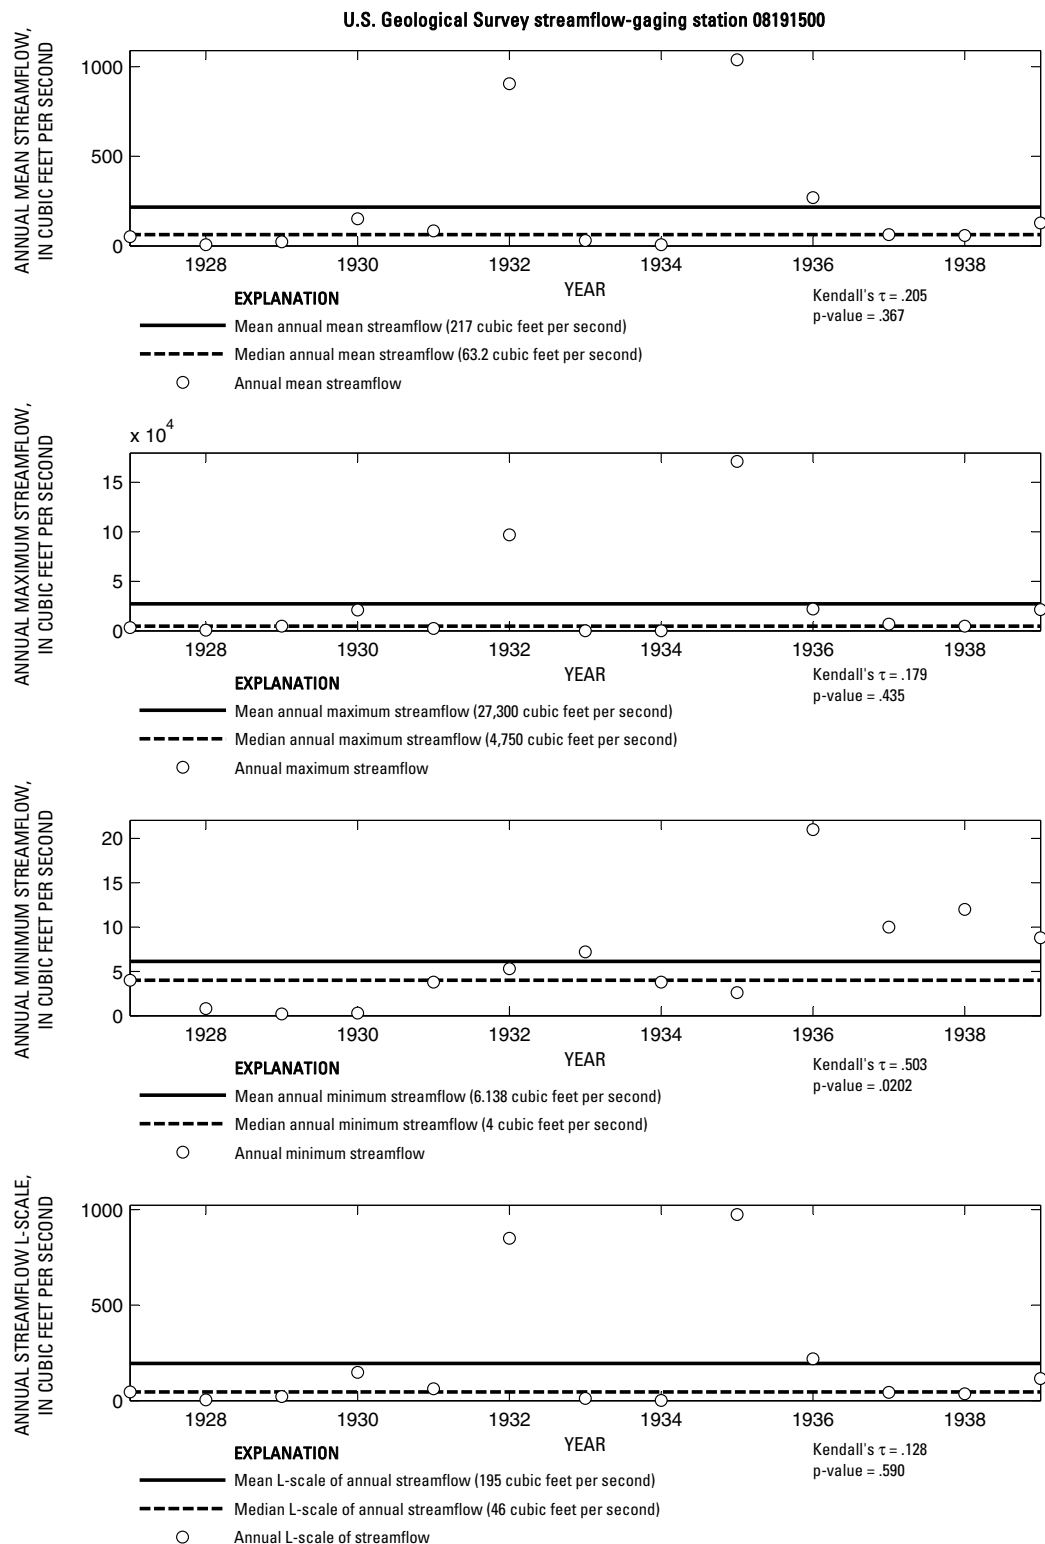 U.S. Geological Survey streamflow-gaging station 08191500
ANNUAL MEAN STREAMFLOW,
IN CUBIC FEET PER SECOND
1000
500
0
1928 1930 1932 1934 1936 1938
YEAR
Kendall's τ = .205
p-value = .367
EXPLANATION
Mean annual mean streamflow (217 cubic feet per second)
Median annual mean streamflow (63.2 cubic feet per second)
Annual mean streamflow
ANNUAL MAXIMUM STREAMFLOW,
IN CUBIC FEET PER SECOND
x 10^4
15
10
5
0
1928 1930 1932 1934 1936 1938
YEAR
Kendall's τ = .179
p-value = .435
EXPLANATION
Mean annual maximum streamflow (27,300 cubic feet per second)
Median annual maximum streamflow (4,750 cubic feet per second)
Annual maximum streamflow
ANNUAL MINIMUM STREAMFLOW,
IN CUBIC FEET PER SECOND
20
15
10
5
0
1928 1930 1932 1934 1936 1938
YEAR
Kendall's τ = .503
p-value = .0202
EXPLANATION
Mean annual minimum streamflow (6.138 cubic feet per second)
Median annual minimum streamflow (4 cubic feet per second)
Annual minimum streamflow
ANNUAL STREAMFLOW L-SCALE,
IN CUBIC FEET PER SECOND
1000
500
0
1928 1930 1932 1934 1936 1938
YEAR
Kendall's τ = .128
p-value = .590
EXPLANATION
Mean L-scale of annual streamflow (195 cubic feet per second)
Median L-scale of annual streamflow (46 cubic feet per second)
Annual L-scale of streamflow